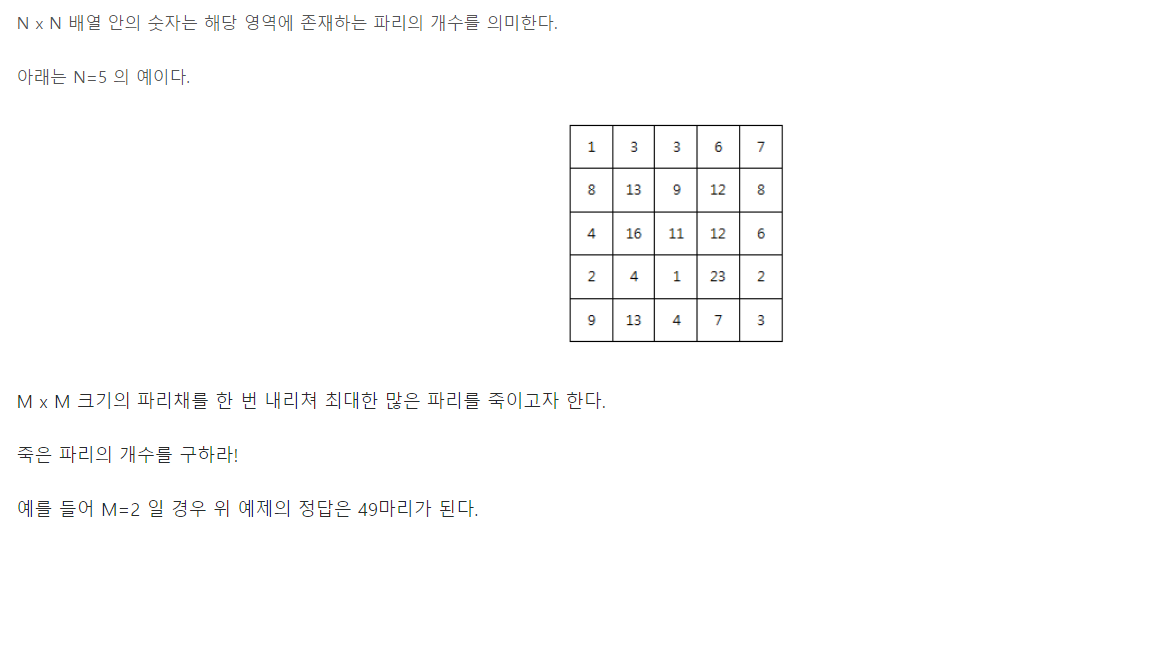 N x N 배열 안의 숫자는 해당 영역에 존재하는 파리의 개수를 의미한다.
아래는 N=5 의 예이다.
1 3 3 6 7
8 13 9 12 8
4 16 11 12 6
2 4 1 23 2
9 13 4 7 3
M x M 크기의 파리채를 한 번 내리쳐 최대한 많은 파리를 죽이고자 한다.
죽은 파리의 개수를 구하라!
예를 들어 M=2 일 경우 위 예제의 정답은 49마리가 된다.